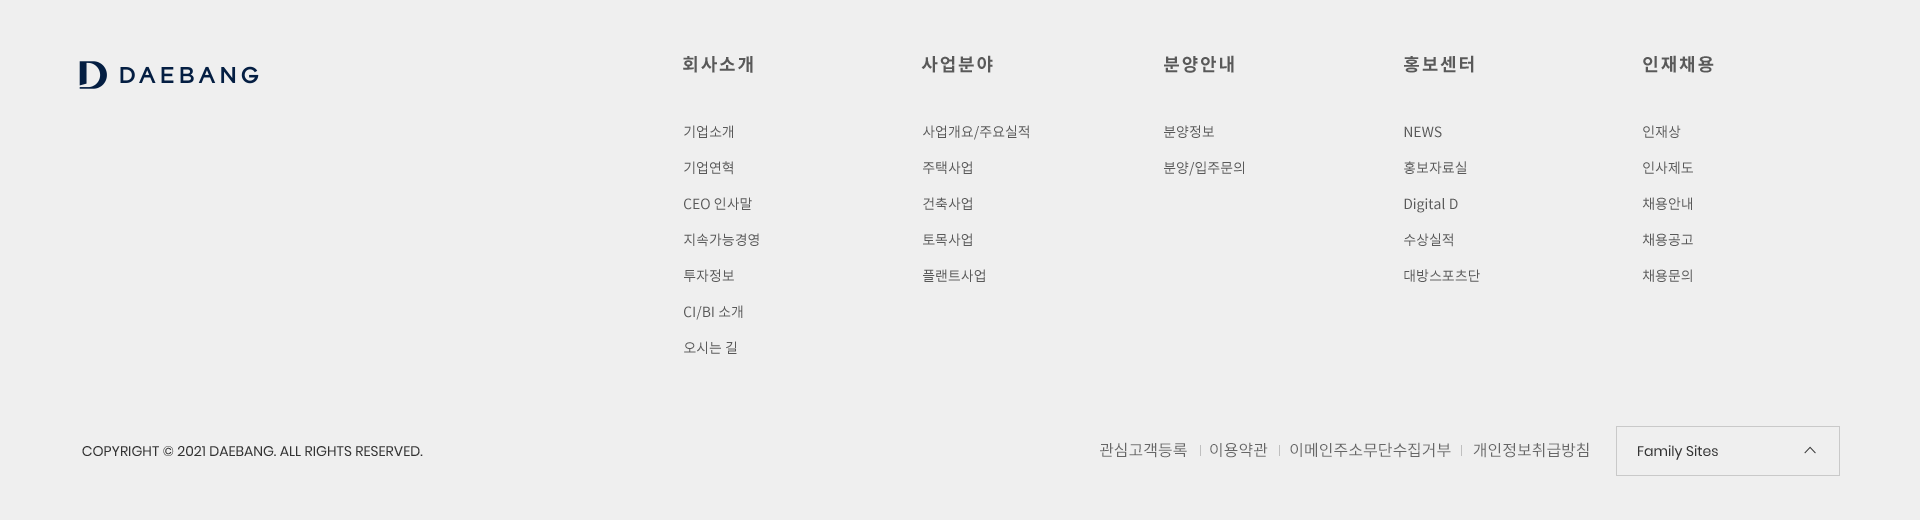 DAEBANG
회사소개
기업소개
기업연혁
CEO 인사말
지속가능경영
투자정보
CI/BI 소개
오시는 길
사업분야
사업개요/주요실적
주택사업
건축사업
토목사업
플랜트사업
분양안내
분양정보
분양/입주문의
홍보센터
NEWS
홍보자료실
Digital D
수상실적
대방스포츠단
인재채용
인재상
인사제도
채용안내
채용공고
채용문의
COPYRIGHT © 2021 DAEBANG. ALL RIGHTS RESERVED.
관심고객등록 | 이용약관 | 이메인주소무단수집거부 | 개인정보취급방침
Family Sites